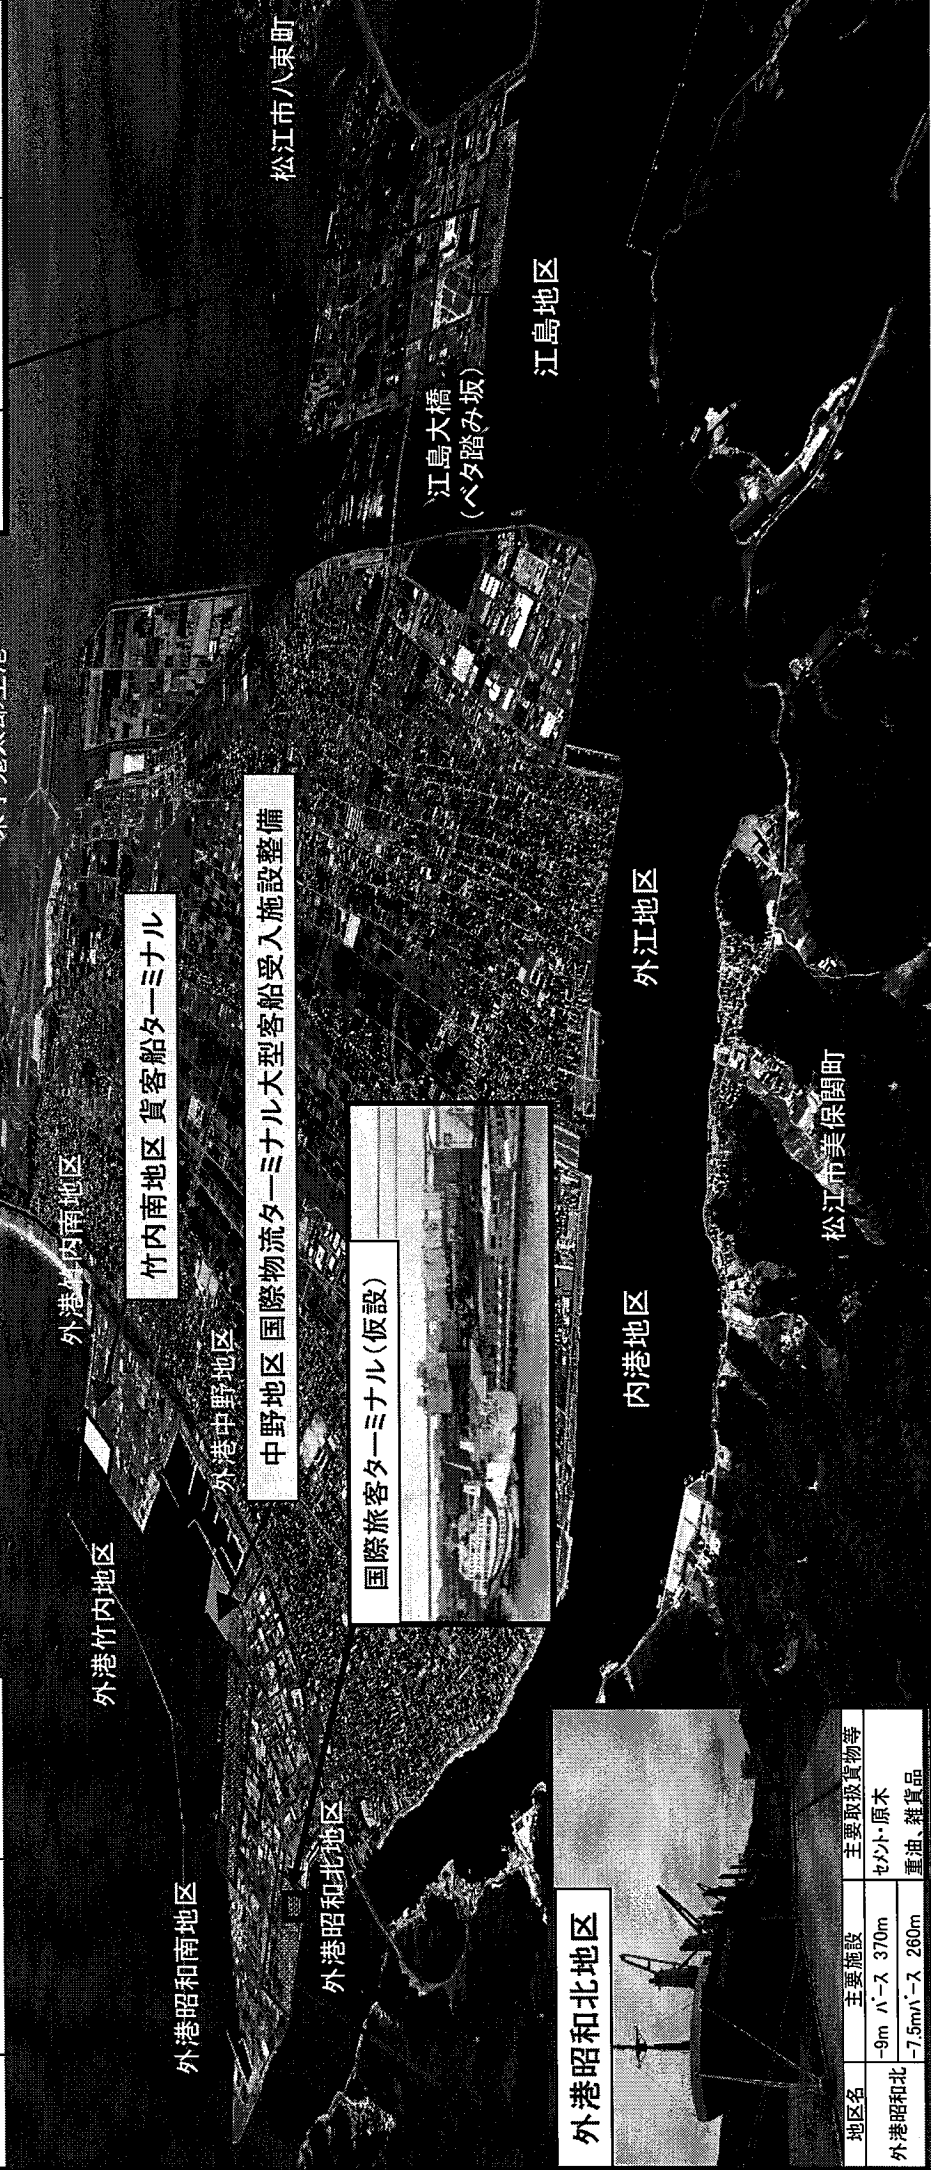 松江市八束町
江島地区
江島大橋
(ベタ踏み坂)
外港竹内南地区
竹内南地区 貨客船ターミナル
外港中野地区
中野地区 国際物流ターミナル大型客船受入施設整備
国際旅客ターミナル(仮設)
外港竹内地区
外港昭和南地区
外港昭和北地区
外江地区
内港地区
松江市美保関町
外港昭和北地区
地区名 主要施設 主要取扱貨物等
外港昭和北 -9m バース 370m セメント・原木
-7.5mバース 260m 重油、雑貨品